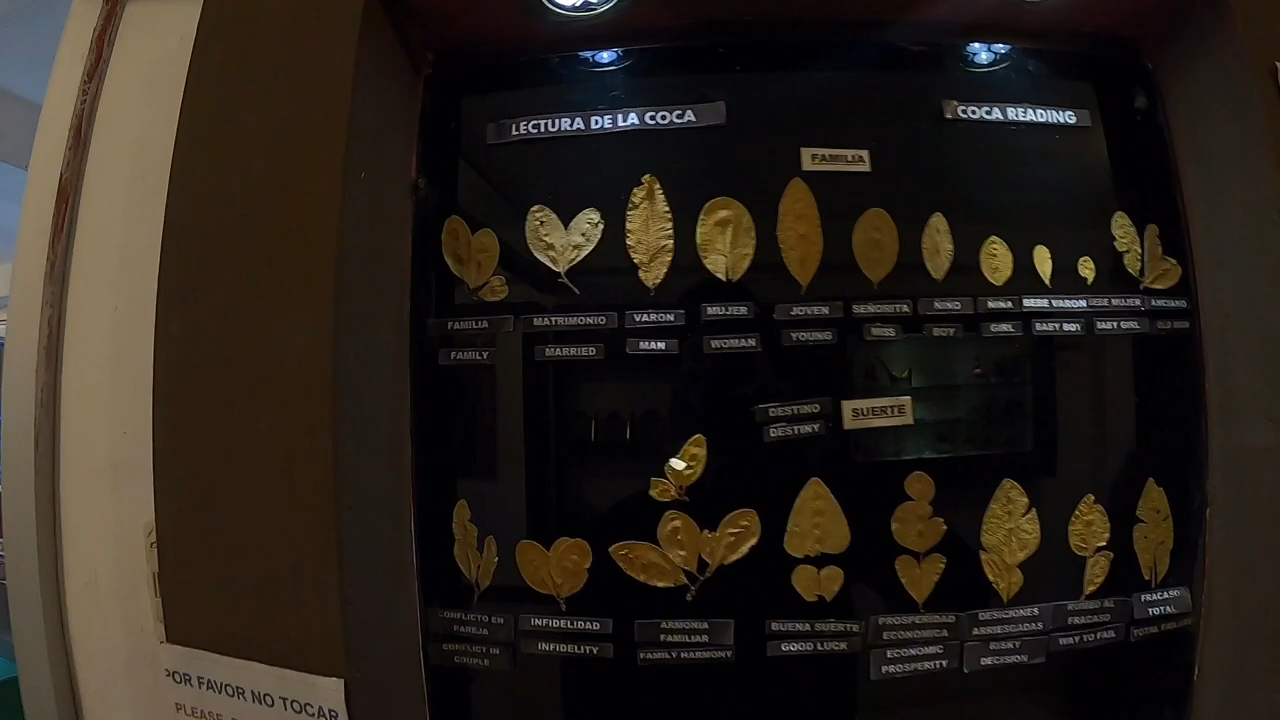 LECTURA DE LA COCA
COCA READING
FAMILIA
FAMILIA
FAMILY
MATRIMONIO
MARRIED
VARON
MAN
MUJER
WOMAN
JOVEN
YOUNG
SEÑORITA
MISS
NIÑO
BOY
NIÑA
GIRL
BEBE VARON
BABY BOY
BEBE MUJER
BABY GIRL
ANCIANO
OLD MAN
DESTINO
DESTINY
SUERTE
CONFLICTO EN
PAREJA
CONFLICT IN
COUPLE
INFIDELIDAD
INFIDELITY
ARMONIA
FAMILIAR
FAMILY HARMONY
BUENA SUERTE
GOOD LUCK
PROSPERIDAD
ECONOMICA
ECONOMIC
PROSPERITY
DESICIONES
ARRIESGADAS
RISKY
DECISION
RUMBO AL
FRACASO
WAY TO FAIL
FRACASO
TOTAL
TOTAL FAILURE
POR FAVOR NO TOCAR
PLEASE